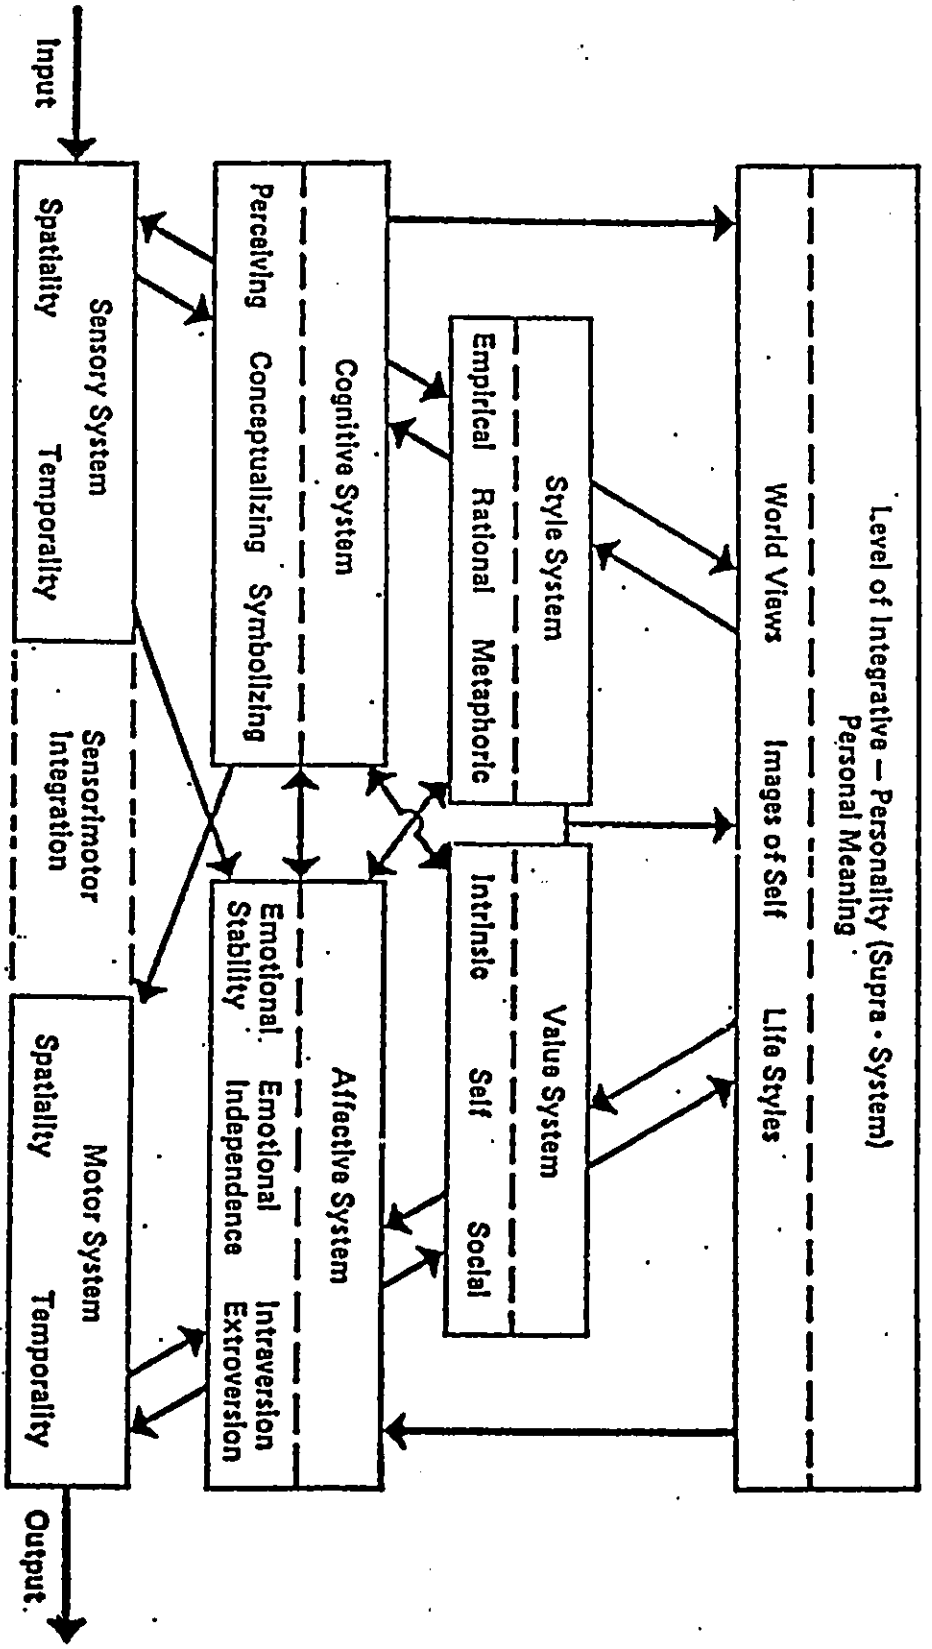 Level of Integrative — Personality (Supra - System)
Personal Meaning
World Views Images of Self Life Styles
Style System
Empirical Rational Metaphoric
Value System
Intrinsic Self Social
Cognitive System
Perceiving Conceptualizing Symbolizing
Affective System
Emotional. Emotional Intraversion
Stability Independence Extroversion
Input
Sensory System
Spatiality Temporality
Sensorimotor
Integration
Motor System
Spatiality Temporality
Output.